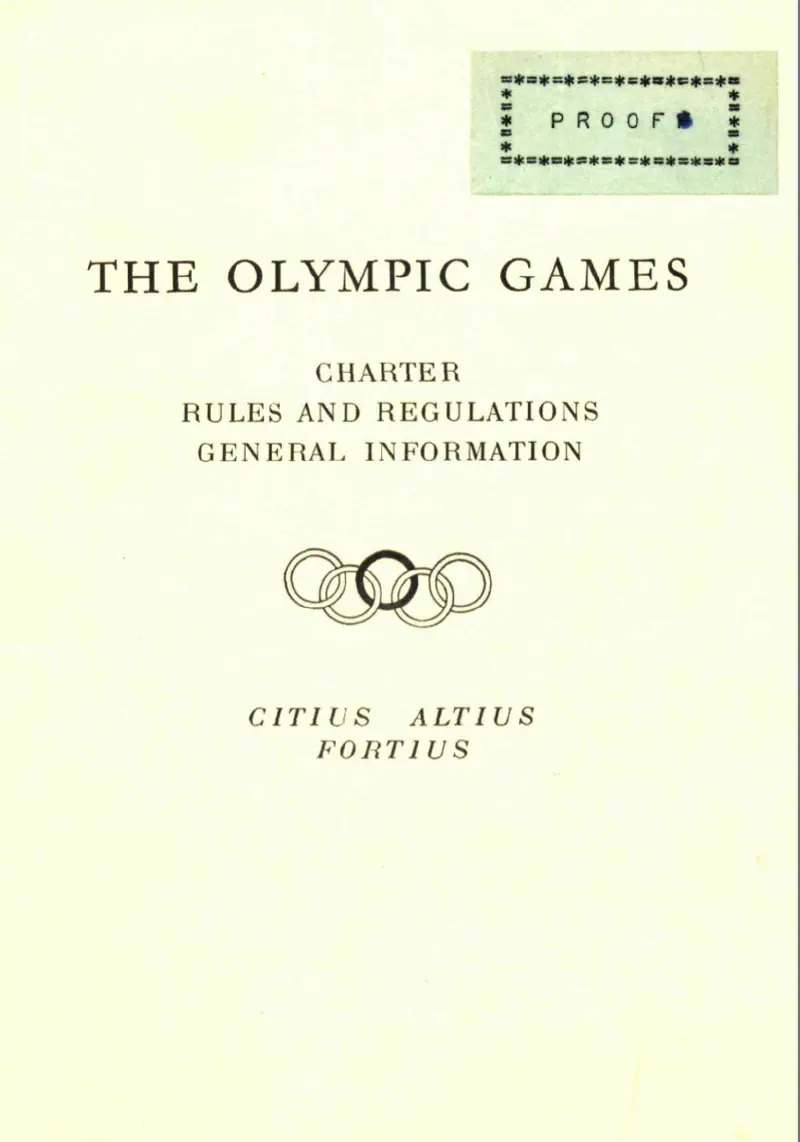 =*=*=*=*=*=*=*=*=*=
PROOF
=*=*=*=*=*=*=*=*=*=
THE OLYMPIC GAMES
CHARTER
RULES AND REGULATIONS
GENERAL INFORMATION
CITIUS ALTIUS
FORTIUS